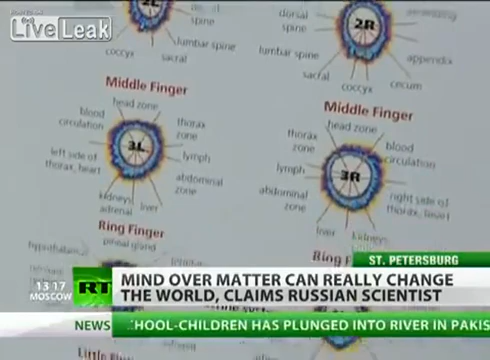 LiveLeak
2L
dorsal
spine
2R
spine
lumbar spine
lumbar spine
appendix
coccyx
sacral
sacral
coccyx
cecum
Middle Finger
Middle Finger
head zone
blood
circulation
thorax
zone
3L
lymph
left side of
thorax, heart
abdominal
zone
kidneys
adrenal
liver
head zone
thorax
zone
blood
circulation
lymph
3R
abdominal
zone
right side of
thorax,
liver
kidneys
Ring Finger
pineal gland
Ring F
ST. PETERSBURG
13:17
MOSCOW
RT
MIND OVER MATTER CAN REALLY CHANGE
THE WORLD, CLAIMS RUSSIAN SCIENTIST
NEWS
HOOL-CHILDREN HAS PLUNGED INTO RIVER IN PAKIS
Little